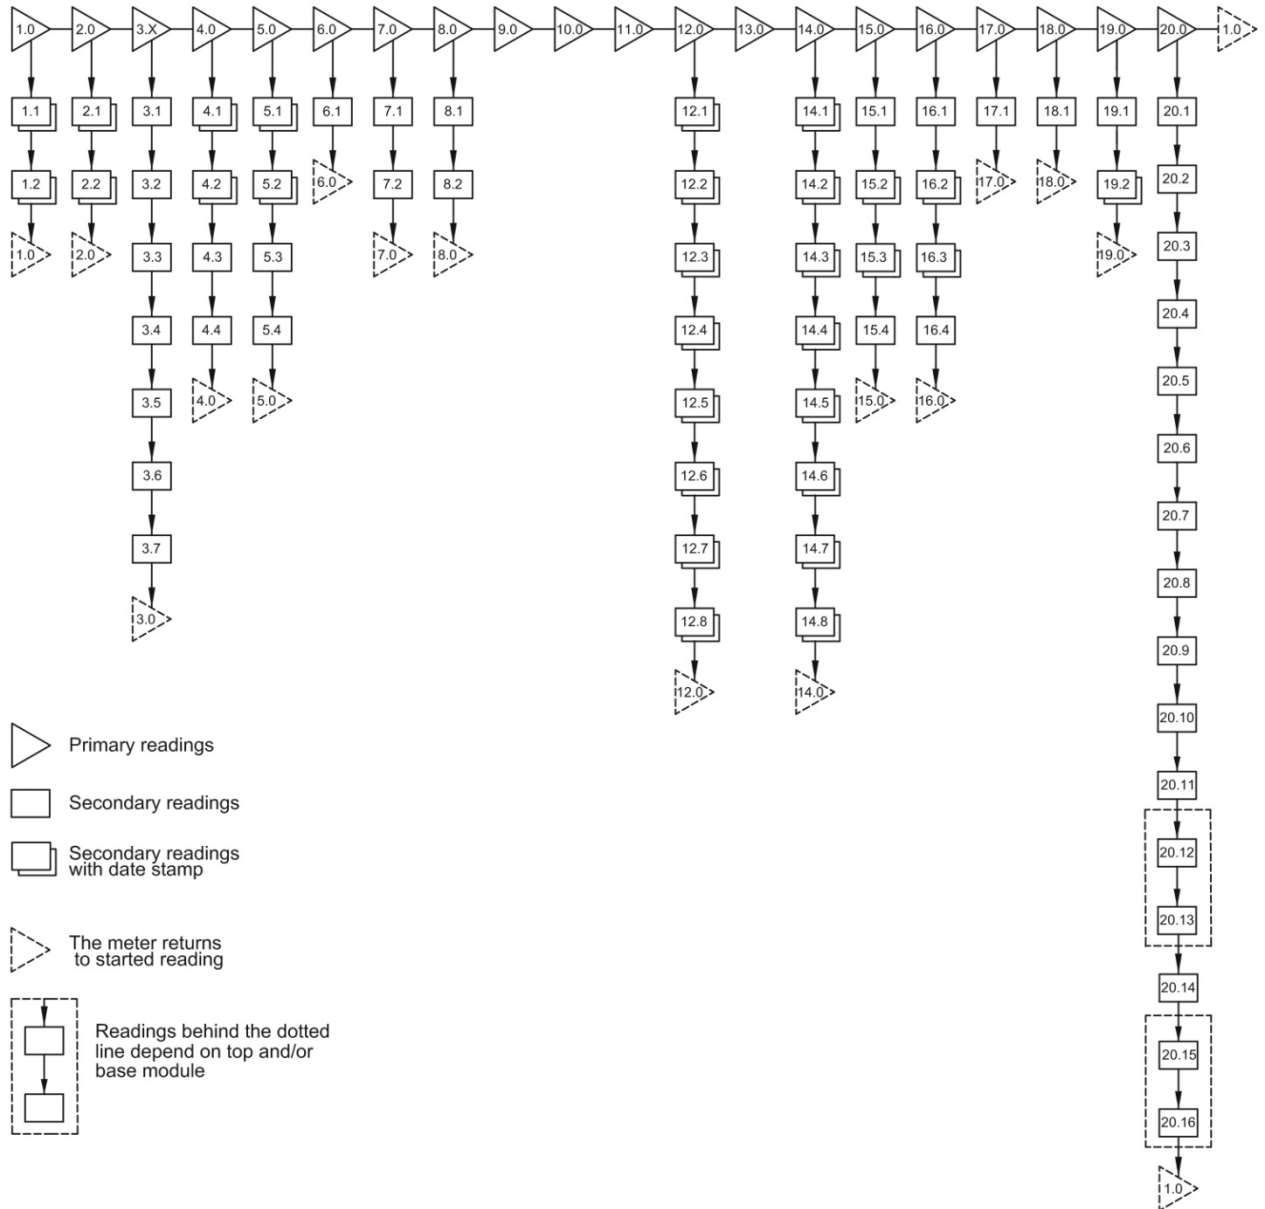 1.0 2.0 3.X 4.0 5.0 6.0 7.0 8.0 9.0 10.0 11.0 12.0 13.0 14.0 15.0 16.0 17.0 18.0 19.0 20.0 1.0
1.1 2.1 3.1 4.1 5.1 6.1 7.1 8.1 12.1 14.1 15.1 16.1 17.1 18.1 19.1 20.1
1.2 2.2 3.2 4.2 5.2 6.0 7.2 8.2 12.2 14.2 15.2 16.2 17.0 18.0 19.2 20.2
1.0 2.0 3.3 4.3 5.3 7.0 8.0 12.3 14.3 15.3 16.3 19.0 20.3
3.4 4.4 5.4 12.4 14.4 15.4 16.4 20.4
3.5 4.0 5.0 12.5 14.5 15.0 16.0 20.5
3.6 12.6 14.6 20.6
3.7 12.7 14.7 20.7
20.8
3.0 12.8 14.8
20.9
12.0 14.0
20.10
Primary readings
20.11
Secondary readings
Secondary readings
with date stamp
20.12
20.13
The meter returns
to started reading
20.14
Readings behind the dotted
line depend on top and/or
base module
20.15
20.16
1.0